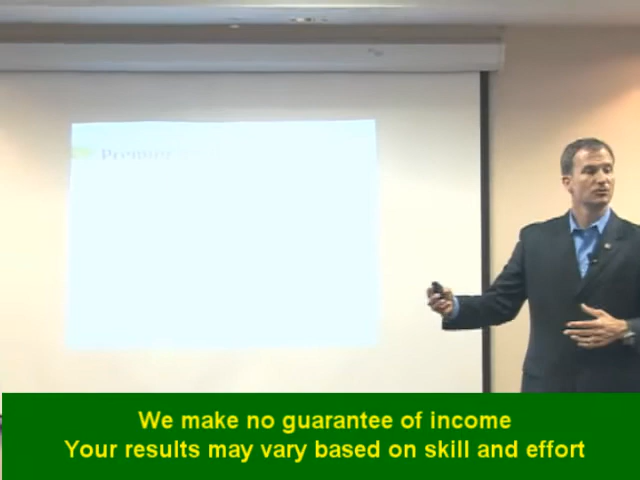 We make no guarantee of income
Your results may vary based on skill and effort